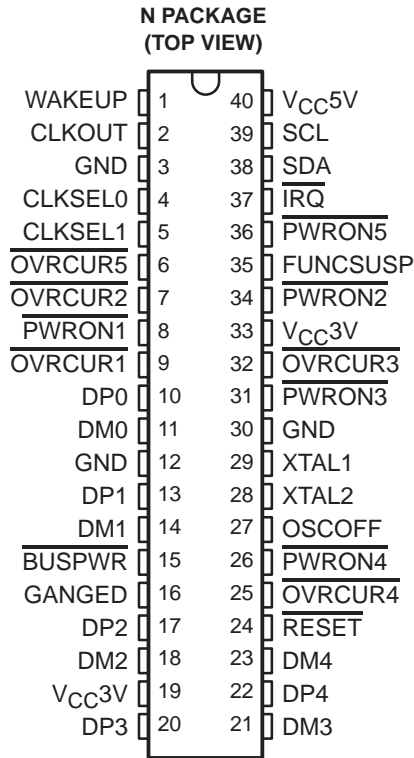 N PACKAGE
(TOP VIEW)
WAKEUP 1 40 VCC5V
CLKOUT 2 39 SCL
GND 3 38 SDA
CLKSEL0 4 37 IRQ
CLKSEL1 5 36 PWRON5
OVRCUR5 6 35 FUNCSUSP
OVRCUR2 7 34 PWRON2
PWRON1 8 33 VCC3V
OVRCUR1 9 32 OVRCUR3
DP0 10 31 PWRON3
DM0 11 30 GND
GND 12 29 XTAL1
DP1 13 28 XTAL2
DM1 14 27 OSCOFF
BUSPWR 15 26 PWRON4
GANGED 16 25 OVRCUR4
DP2 17 24 RESET
DM2 18 23 DM4
VCC3V 19 22 DP4
DP3 20 21 DM3